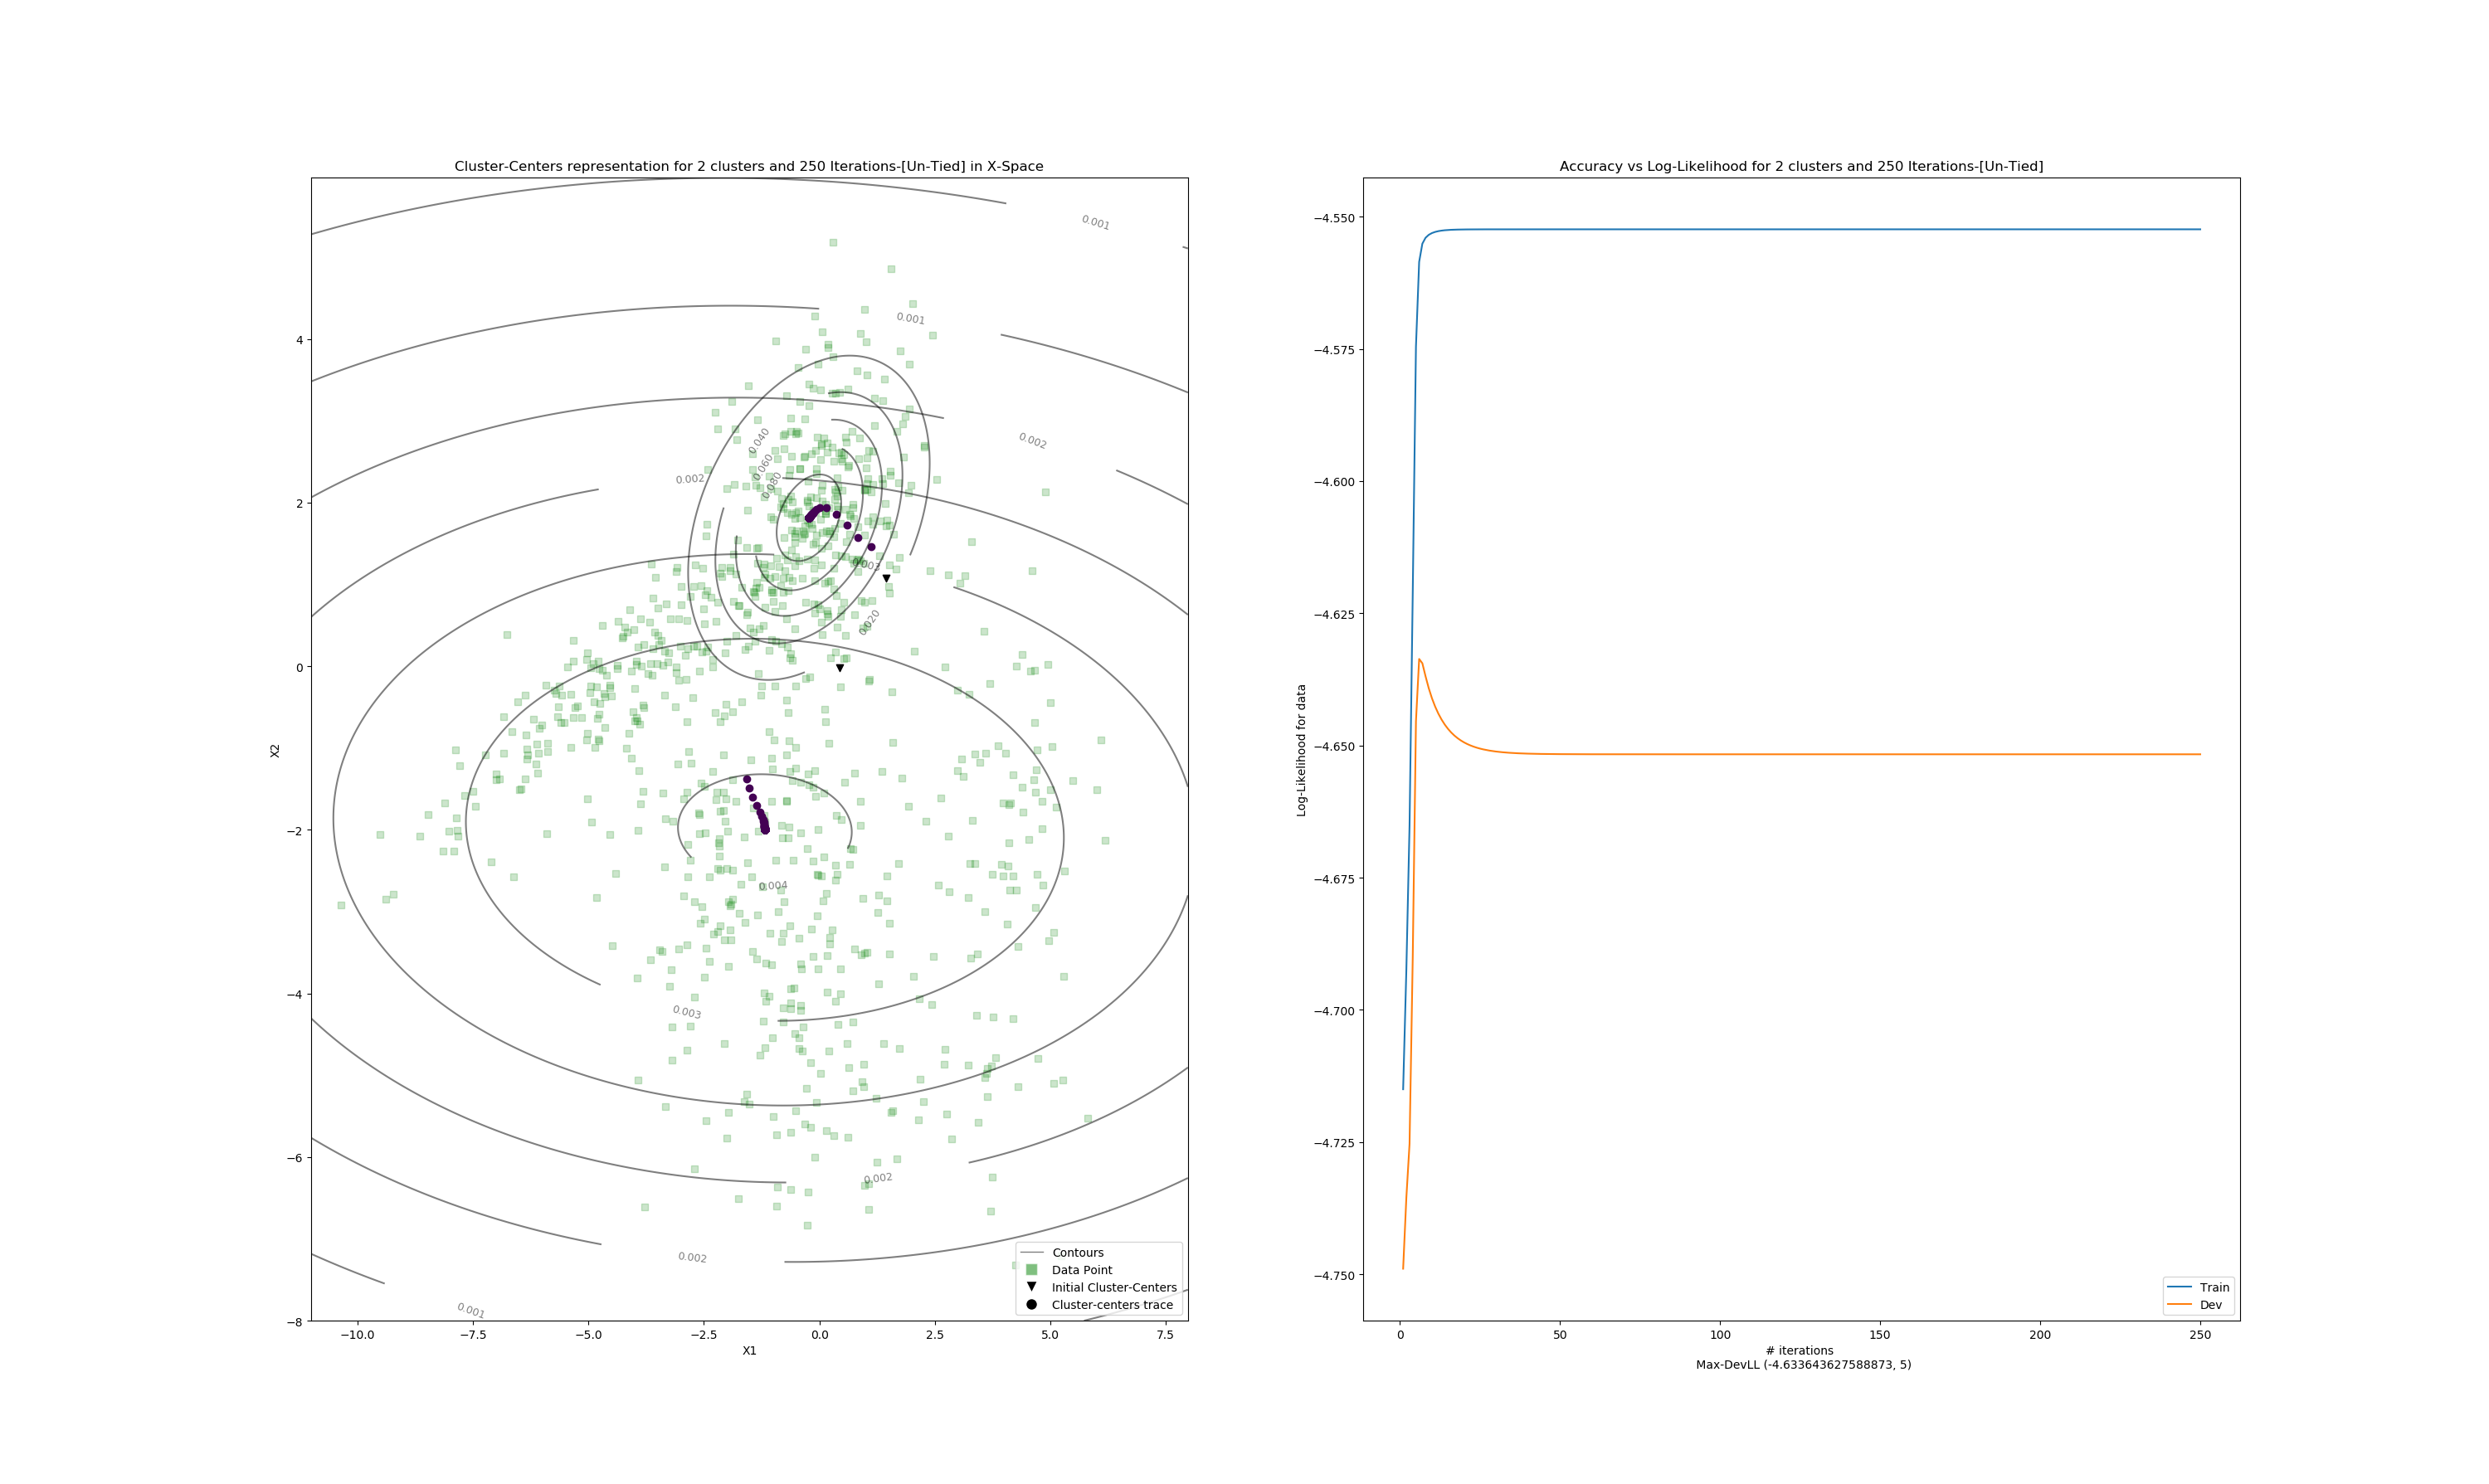 Cluster-Centers representation for 2 clusters and 250 Iterations-[Un-Tied] in X-Space
0.001
0.001
0.002
0.040
0.060
0.080
0.002
0.003
0.020
0.004
0.003
0.002
0.002
0.001
4
2
0
−2
−4
−6
−8
X2
−10.0 −7.5 −5.0 −2.5 0.0 2.5 5.0 7.5
X1
Contours
Data Point
Initial Cluster-Centers
Cluster-centers trace
Accuracy vs Log-Likelihood for 2 clusters and 250 Iterations-[Un-Tied]
−4.550
−4.575
−4.600
−4.625
−4.650
−4.675
−4.700
−4.725
−4.750
Log-Likelihood for data
Train
Dev
0 50 100 150 200 250
# iterations
Max-DevLL (-4.633643627588873, 5)